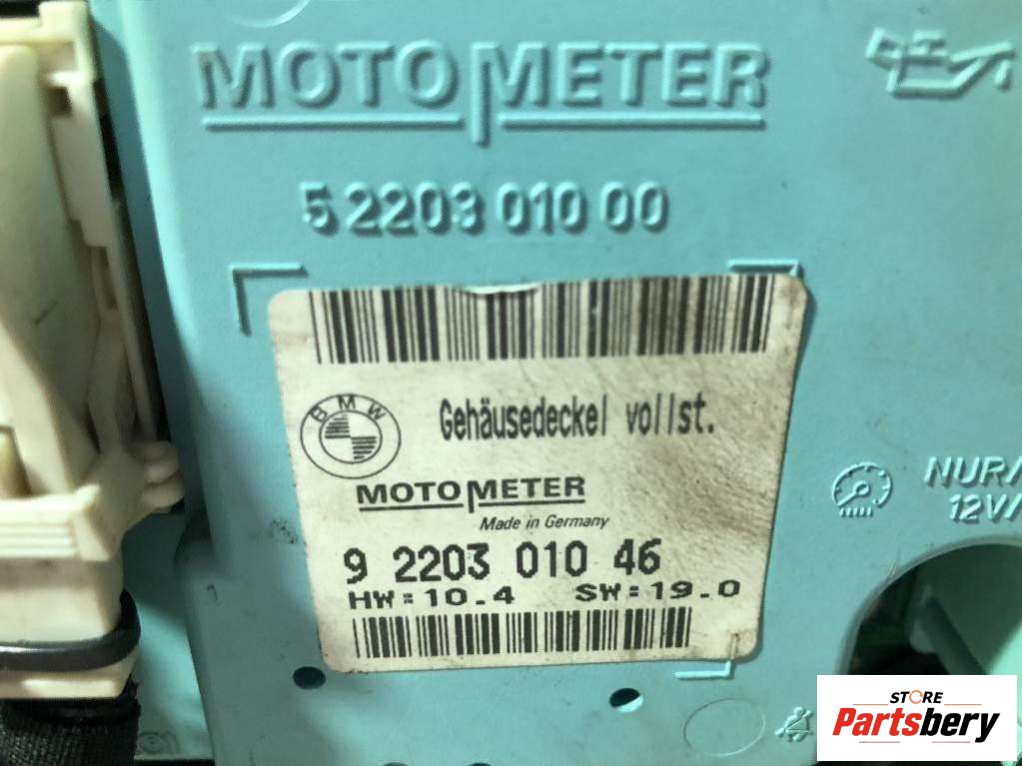 MOTOMETER
5 2203 010 00
BMW
Gehäusedeckel vollst.
MOTOMETER
Made in Germany
9 2203 010 46
HW=10.4 SW=19.0
NUR
12V
STORE
Partsbery